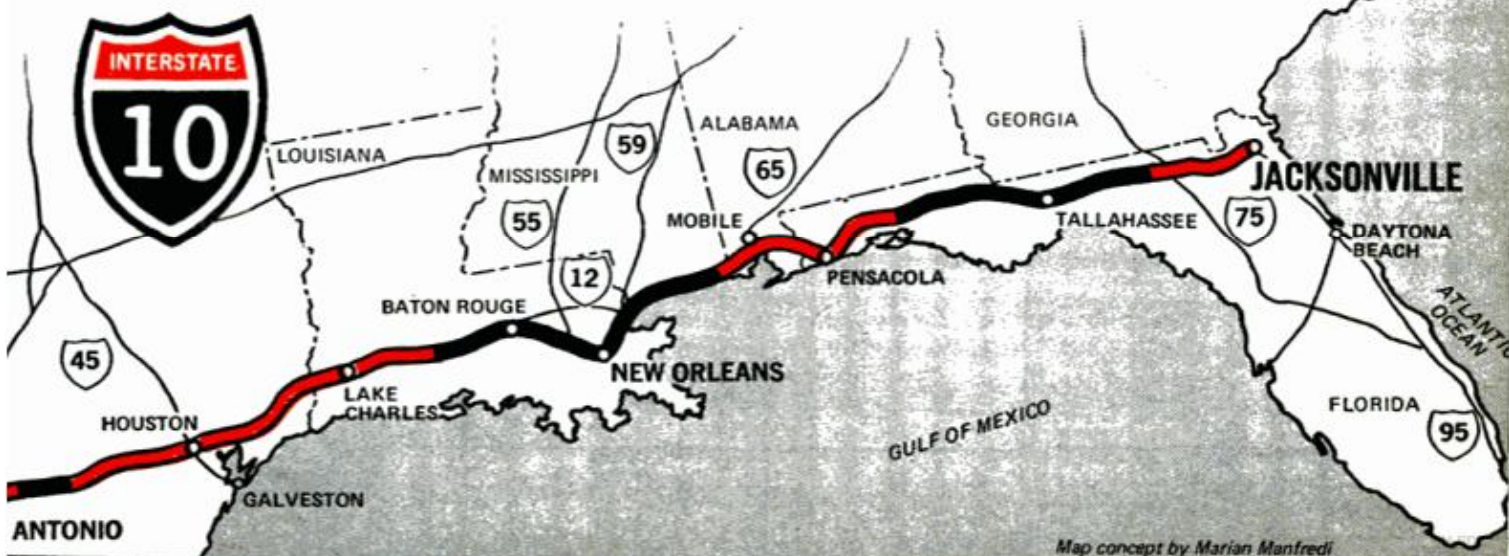 INTERSTATE
10
LOUISIANA
MISSISSIPPI
59
ALABAMA
65
GEORGIA
55
MOBILE
JACKSONVILLE
75
TALLAHASSEE
DAYTONA
BEACH
12
PENSACOLA
BATON ROUGE
ATLANTIC
OCEAN
45
NEW ORLEANS
LAKE
CHARLES
HOUSTON
FLORIDA
95
GULF OF MEXICO
GALVESTON
ANTONIO
Map concept by Marian Manfredi